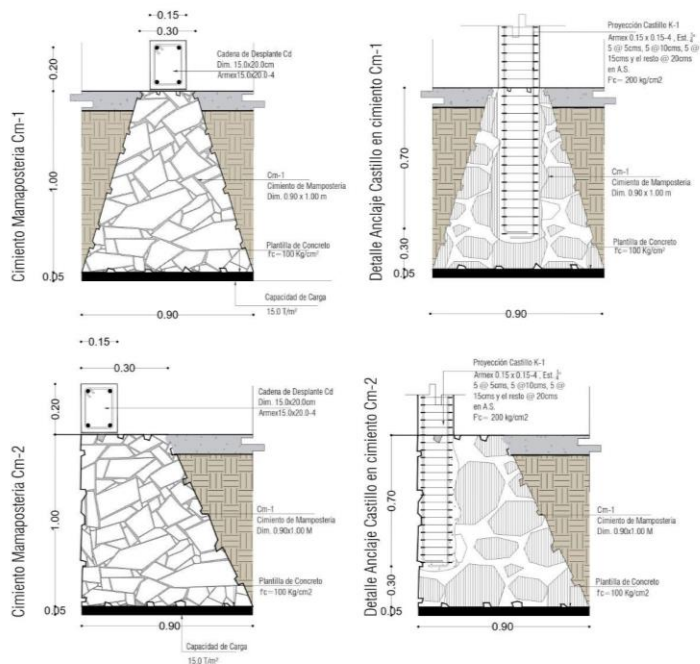 0.15
0.30
0.20
Cadena de Desplante Cd
Dim. 15.0x20.0cm
Armex15.0x20.0-4
Cimiento Mamaposteria Cm-1
1.00
Cm-1
Cimiento de Mamposteria
Dim. 0.90 x 1.00 m
Plantilla de Concreto
f'c~100 Kg/cm²
0.05
Capacidad de Carga
15.0 T/m²
0.90
Proyección Castillo K-1
Armex 0.15 x 0.15-4 , Est.
5 @ 5cms, 5 @10cms, 5 @
15cms y el resto @ 20cms
en A.S.
F'c~ 200 kg/cm2
Detalle Anclaje Castillo en cimiento Cm-1
0.70
Cm-1
Cimiento de Mamposteria
Dim. 0.90 x 1.00 m
0.30
Plantilla de Concreto
f'c~100 Kg/cm²
0.05
0.90
0.15
0.30
0.20
Cadena de Desplante Cd
Dim. 15.0x20.0cm
Armex15.0x20.0-4
Cimiento Mamaposteria Cm-2
1.00
Cm-1
Cimiento de Mamposteria
Dim. 0.90x1.00 M
Plantilla de Concreto
f'c~100 Kg/cm2
0.05
0.90
Capacidad de Carga
15.0 T/m²
Proyección Castillo K-1
Armex 0.15 x 0.15-4 , Est.
5 @ 5cms, 5 @10cms, 5 @
15cms y el resto @ 20cms
en A.S.
F'c~ 200 kg/cm2
Detalle Anclaje Castillo en cimiento Cm-2
0.70
Cm-1
Cimiento de Mamposteria
Dim. 0.90x1.00 M
0.30
Plantilla de Concreto
f'c~100 Kg/cm2
0.05
0.90